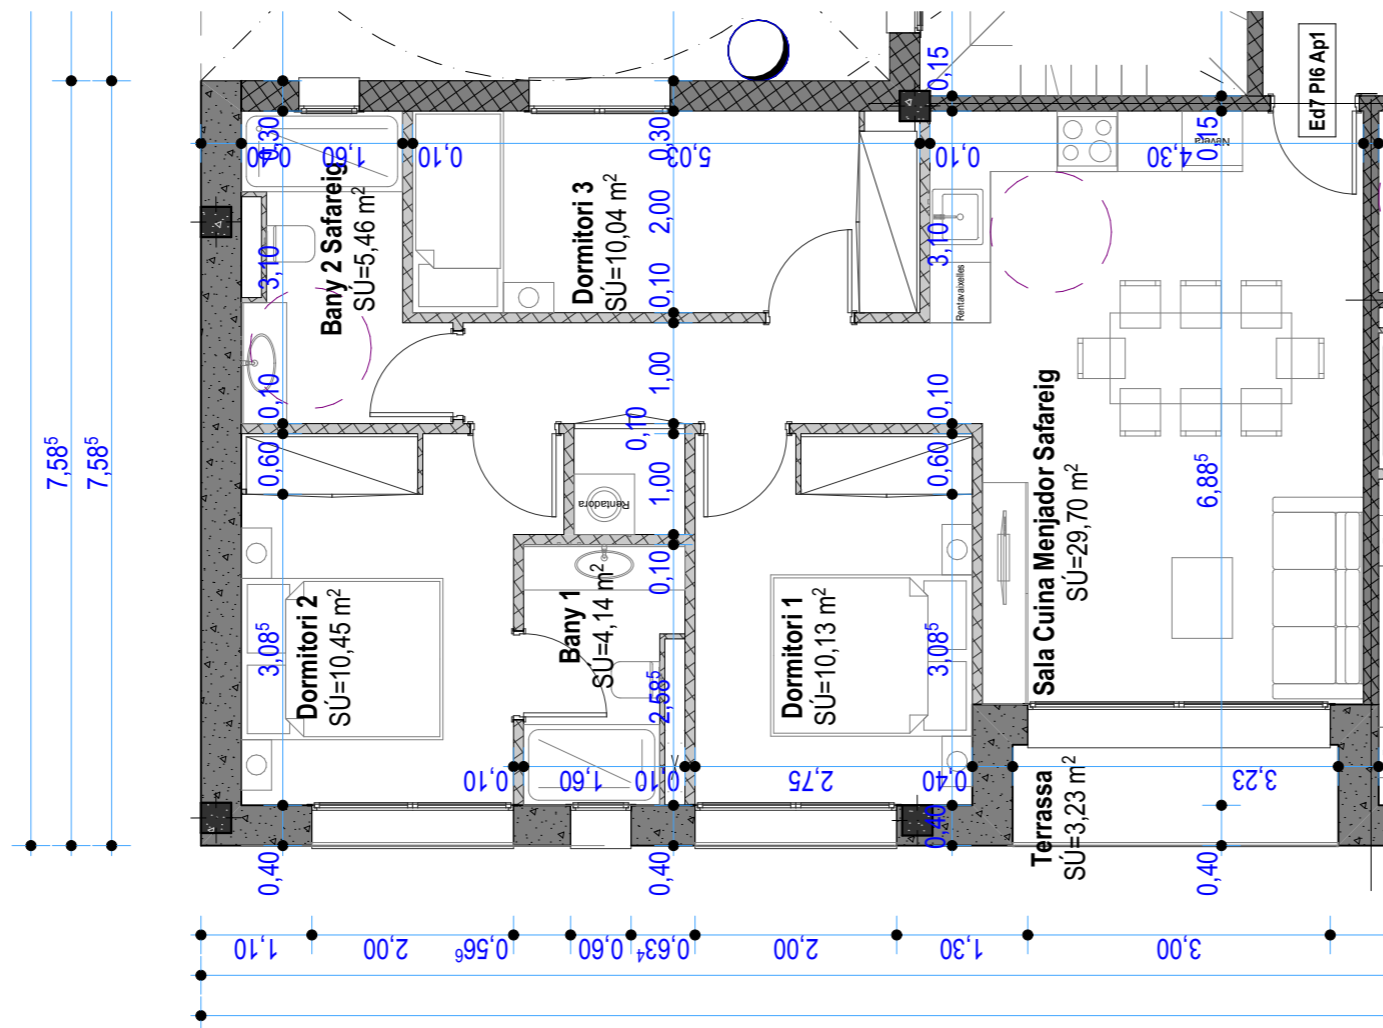 Ed7 Pl6 Ap1
0,15
0,15
0,30
0,30
0,40
1,60
0,10
5,03
0,10
4,30
Nevera
Bany 2 Safareig
SÚ=5,46 m²
Dormitori 3
SÚ=10,04 m²
2,00
3,10
3,10
0,10
Rentavaixelles
1,00
0,10
0,10
0,10
7,58⁵
7,58⁵
0,60
1,00
0,60
Rentadora
0,10
6,88⁵
Sala Cuina Menjador Safareig
SÚ=29,70 m²
Dormitori 2
SÚ=10,45 m²
3,08⁵
Bany 1
SÚ=4,14 m²
2,58⁵
Dormitori 1
SÚ=10,13 m²
3,08⁵
0,10
1,60
0,10
2,75
0,40
3,23
Terrassa
SÚ=3,23 m²
0,40
0,40
0,40
0,40
1,10
2,00
0,56⁶
0,60
0,63⁴
2,00
1,30
3,00